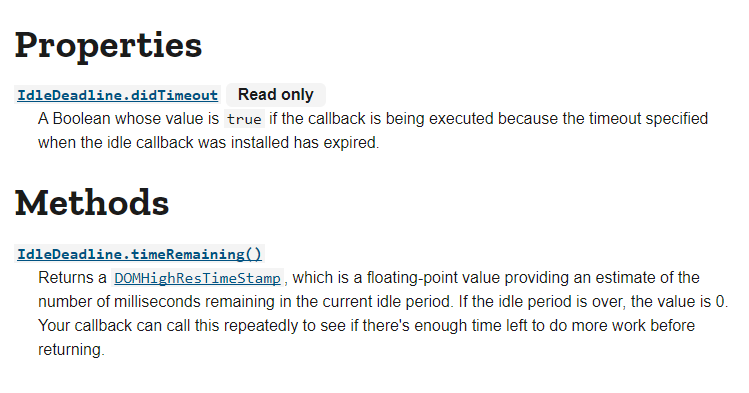 Properties
IdleDeadline.didTimeout Read only
A Boolean whose value is true if the callback is being executed because the timeout specified
when the idle callback was installed has expired.
Methods
IdleDeadline.timeRemaining()
Returns a DOMHighResTimeStamp, which is a floating-point value providing an estimate of the
number of milliseconds remaining in the current idle period. If the idle period is over, the value is 0.
Your callback can call this repeatedly to see if there's enough time left to do more work before
returning.